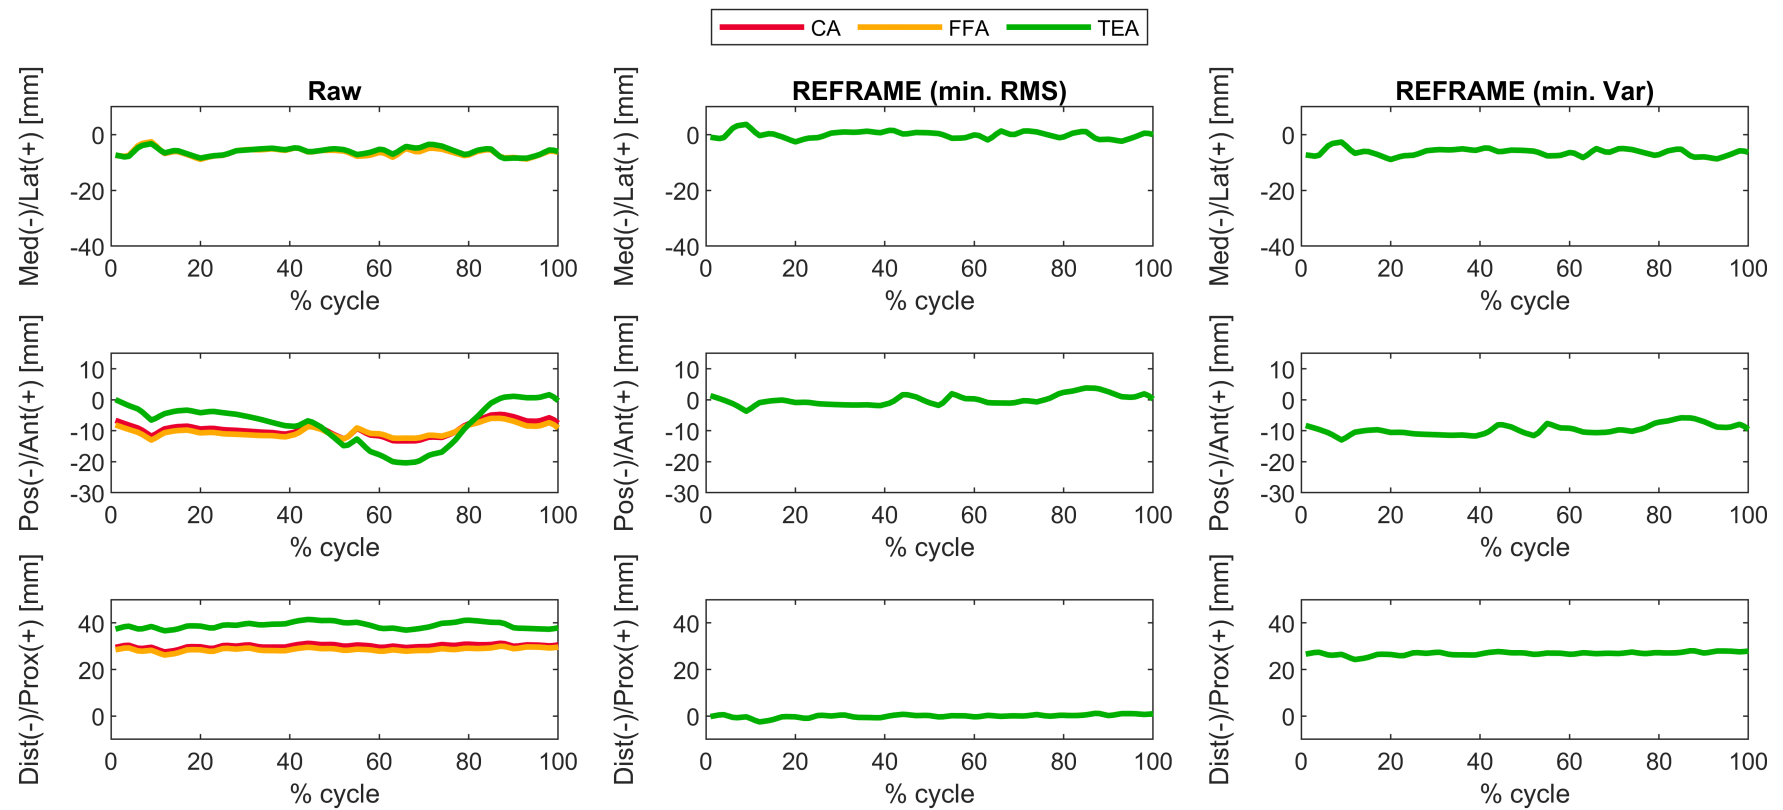 CA FFA TEA
Raw REFRAME (min. RMS) REFRAME (min. Var)
Med(-)/Lat(+) [mm] Med(-)/Lat(+) [mm] Med(-)/Lat(+) [mm]
0 0 0
-20 -20 -20
-40 -40 -40
0 20 40 60 80 100 0 20 40 60 80 100 0 20 40 60 80 100
% cycle % cycle % cycle
Pos(-)/Ant(+) [mm] Pos(-)/Ant(+) [mm] Pos(-)/Ant(+) [mm]
10 10 10
0 0 0
-10 -10 -10
-20 -20 -20
-30 -30 -30
0 20 40 60 80 100 0 20 40 60 80 100 0 20 40 60 80 100
% cycle % cycle % cycle
Dist(-)/Prox(+) [mm] Dist(-)/Prox(+) [mm] Dist(-)/Prox(+) [mm]
40 40 40
20 20 20
0 0 0
0 20 40 60 80 100 0 20 40 60 80 100 0 20 40 60 80 100
% cycle % cycle % cycle